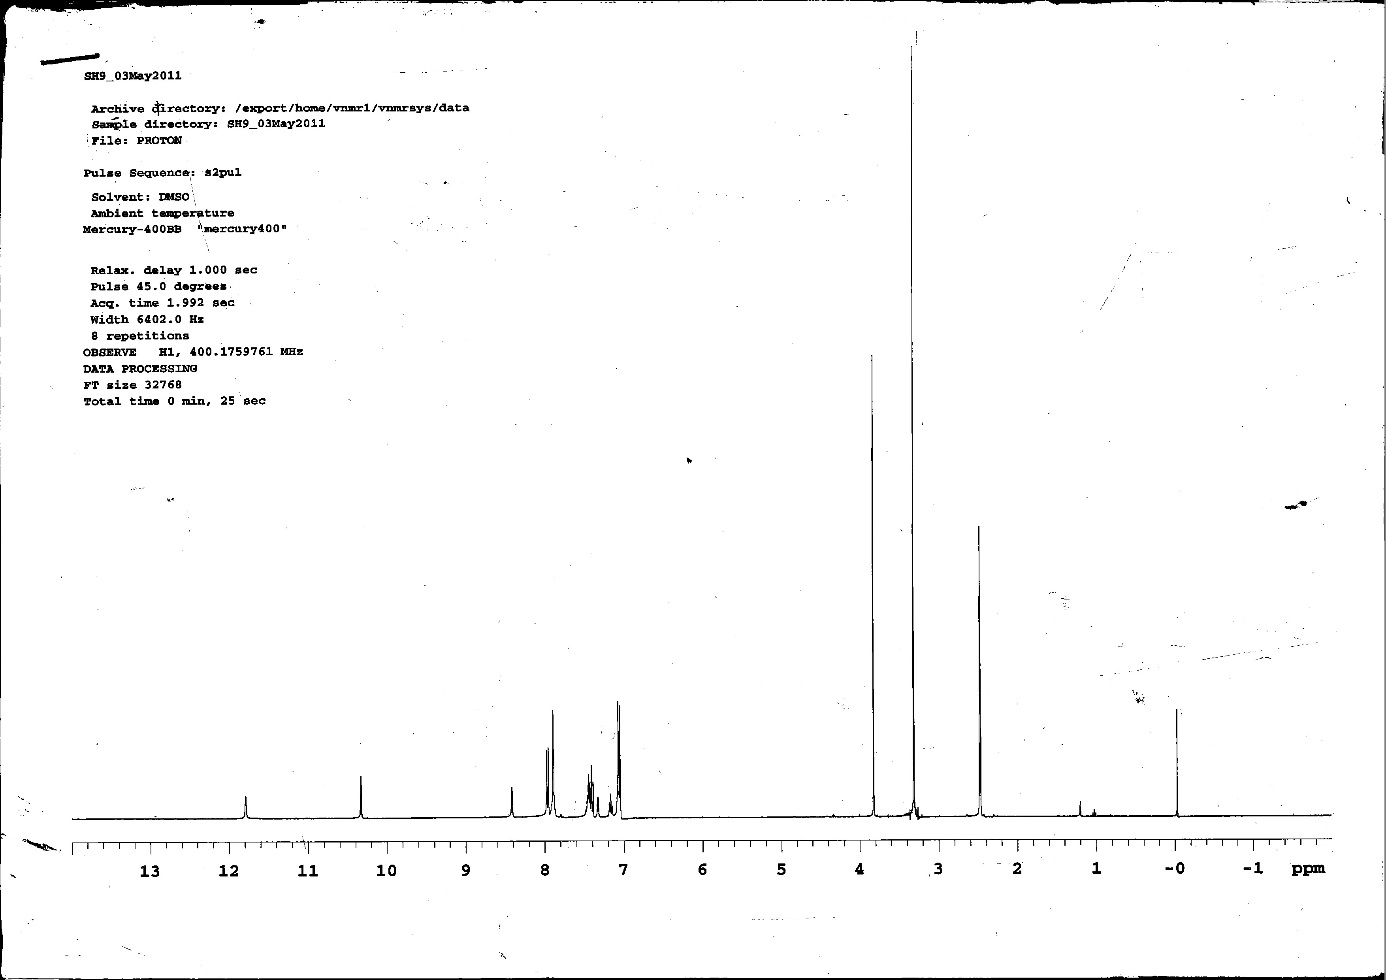 SH9_03May2011
Archive directory: /export/home/vnmr1/vnmrsys/data
Sample directory: SH9_03May2011
File: PROTON
Pulse Sequence: s2pul
Solvent: DMSO
Ambient temperature
Mercury-400BB "mercury400"
Relax. delay 1.000 sec
Pulse 45.0 degrees
Acq. time 1.992 sec
Width 6402.0 Hz
8 repetitions
OBSERVE H1, 400.1759761 MHz
DATA PROCESSING
FT size 32768
Total time 0 min, 25 sec
13 12 11 10 9 8 7 6 5 4 3 2 1 -0 -1 ppm